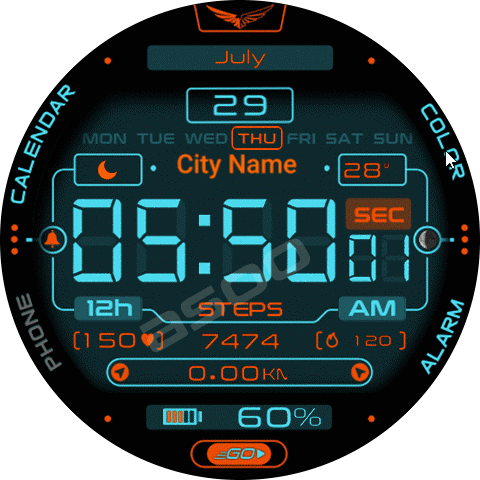 July
29
MON TUE WED THU FRI SAT SUN
City Name
28°
CALENDAR
COLOR
05:50
SEC
01
12h
STEPS
AM
[150] 7474 [120]
0.00
PHONE
ALARM
60%
GO